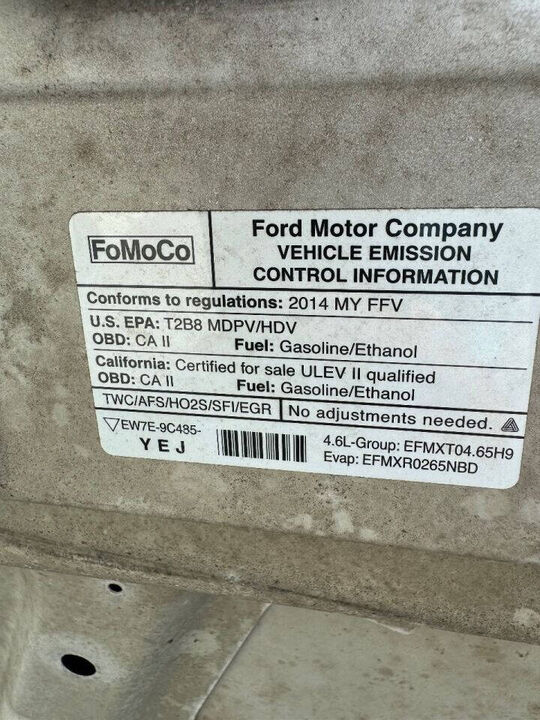 FoMoCo
Ford Motor Company
VEHICLE EMISSION
CONTROL INFORMATION
Conforms to regulations: 2014 MY FFV
U.S. EPA: T2B8 MDPV/HDV
OBD: CA II Fuel: Gasoline/Ethanol
California: Certified for sale ULEV II qualified
OBD: CA II Fuel: Gasoline/Ethanol
TWC/AFS/HO2S/SFI/EGR No adjustments needed.
EW7E-9C485-
YEJ
4.6L-Group: EFMXT04.65H9
Evap: EFMXR0265NBD